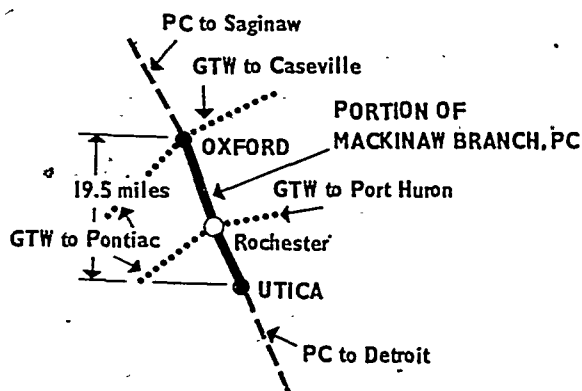 PC to Saginaw
GTW to Caseville
PORTION OF
MACKINAW BRANCH, PC
OXFORD
19.5 miles
GTW to Port Huron
GTW to Pontiac
Rochester
UTICA
PC to Detroit